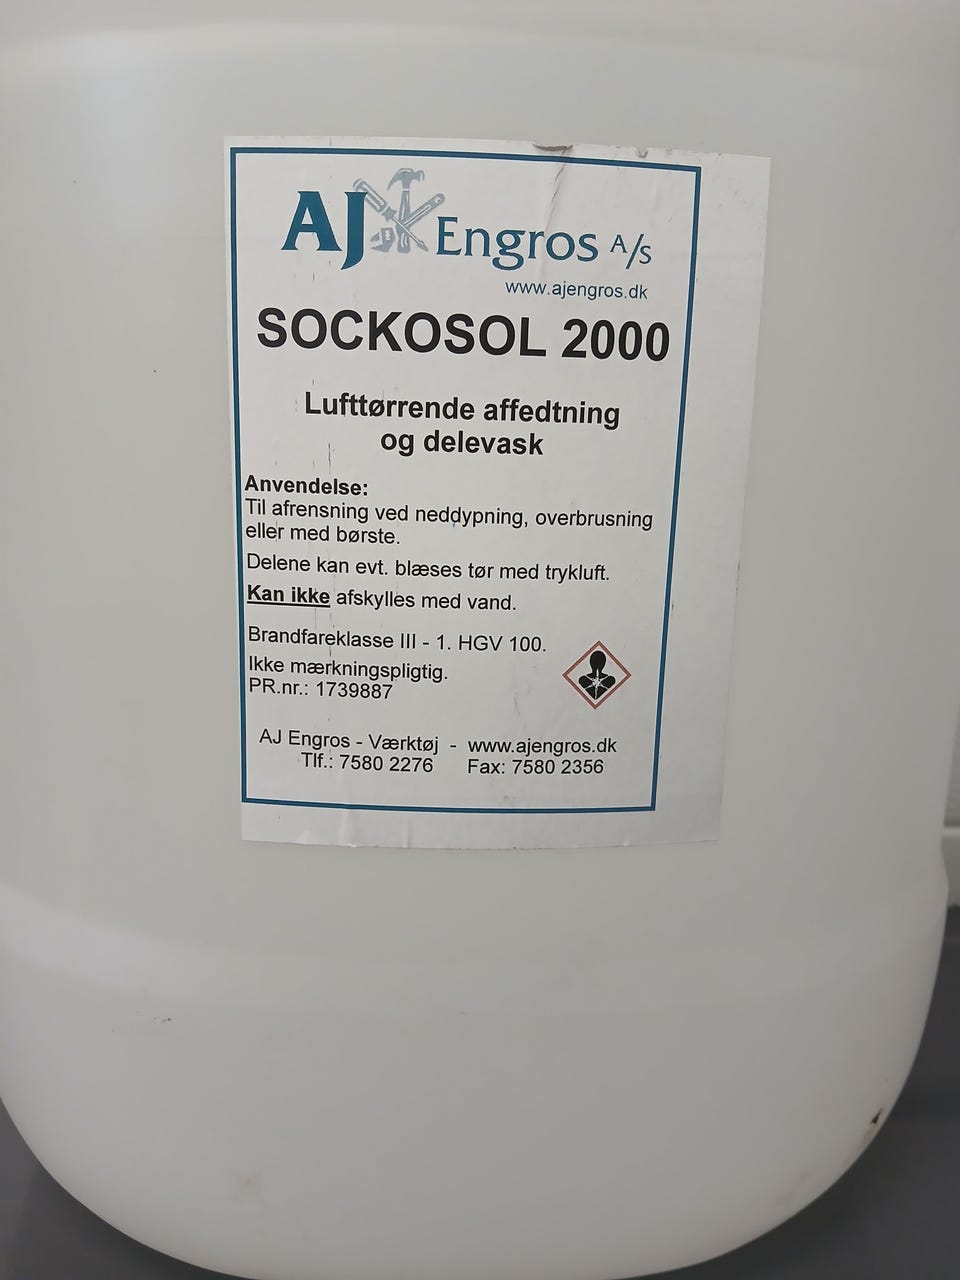 AJ Engros A/S
www.ajengros.dk
SOCKOSOL 2000
Lufttørrende affedtning
og delevask
Anvendelse:
Til afrensning ved neddypning, overbrusning
eller med børste.
Delene kan evt. blæses tør med trykluft.
Kan ikke afskylles med vand.
Brandfareklasse III - 1. HGV 100.
Ikke mærkningspligtig.
PR.nr.: 1739887
AJ Engros - Værktøj - www.ajengros.dk
Tlf.: 7580 2276 Fax: 7580 2356